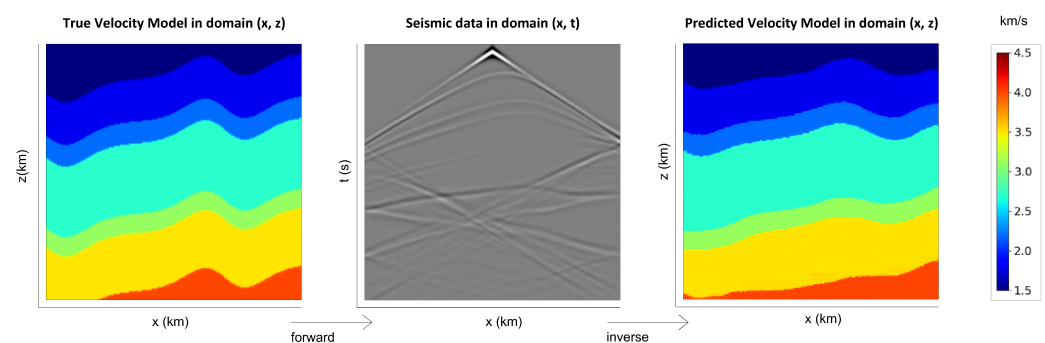 True Velocity Model in domain (x, z)
Seismic data in domain (x, t)
Predicted Velocity Model in domain (x, z)
km/s
z(km)
t (s)
z (km)
4.5
4.0
3.5
3.0
2.5
2.0
1.5
x (km)
x (km)
x (km)
forward
inverse